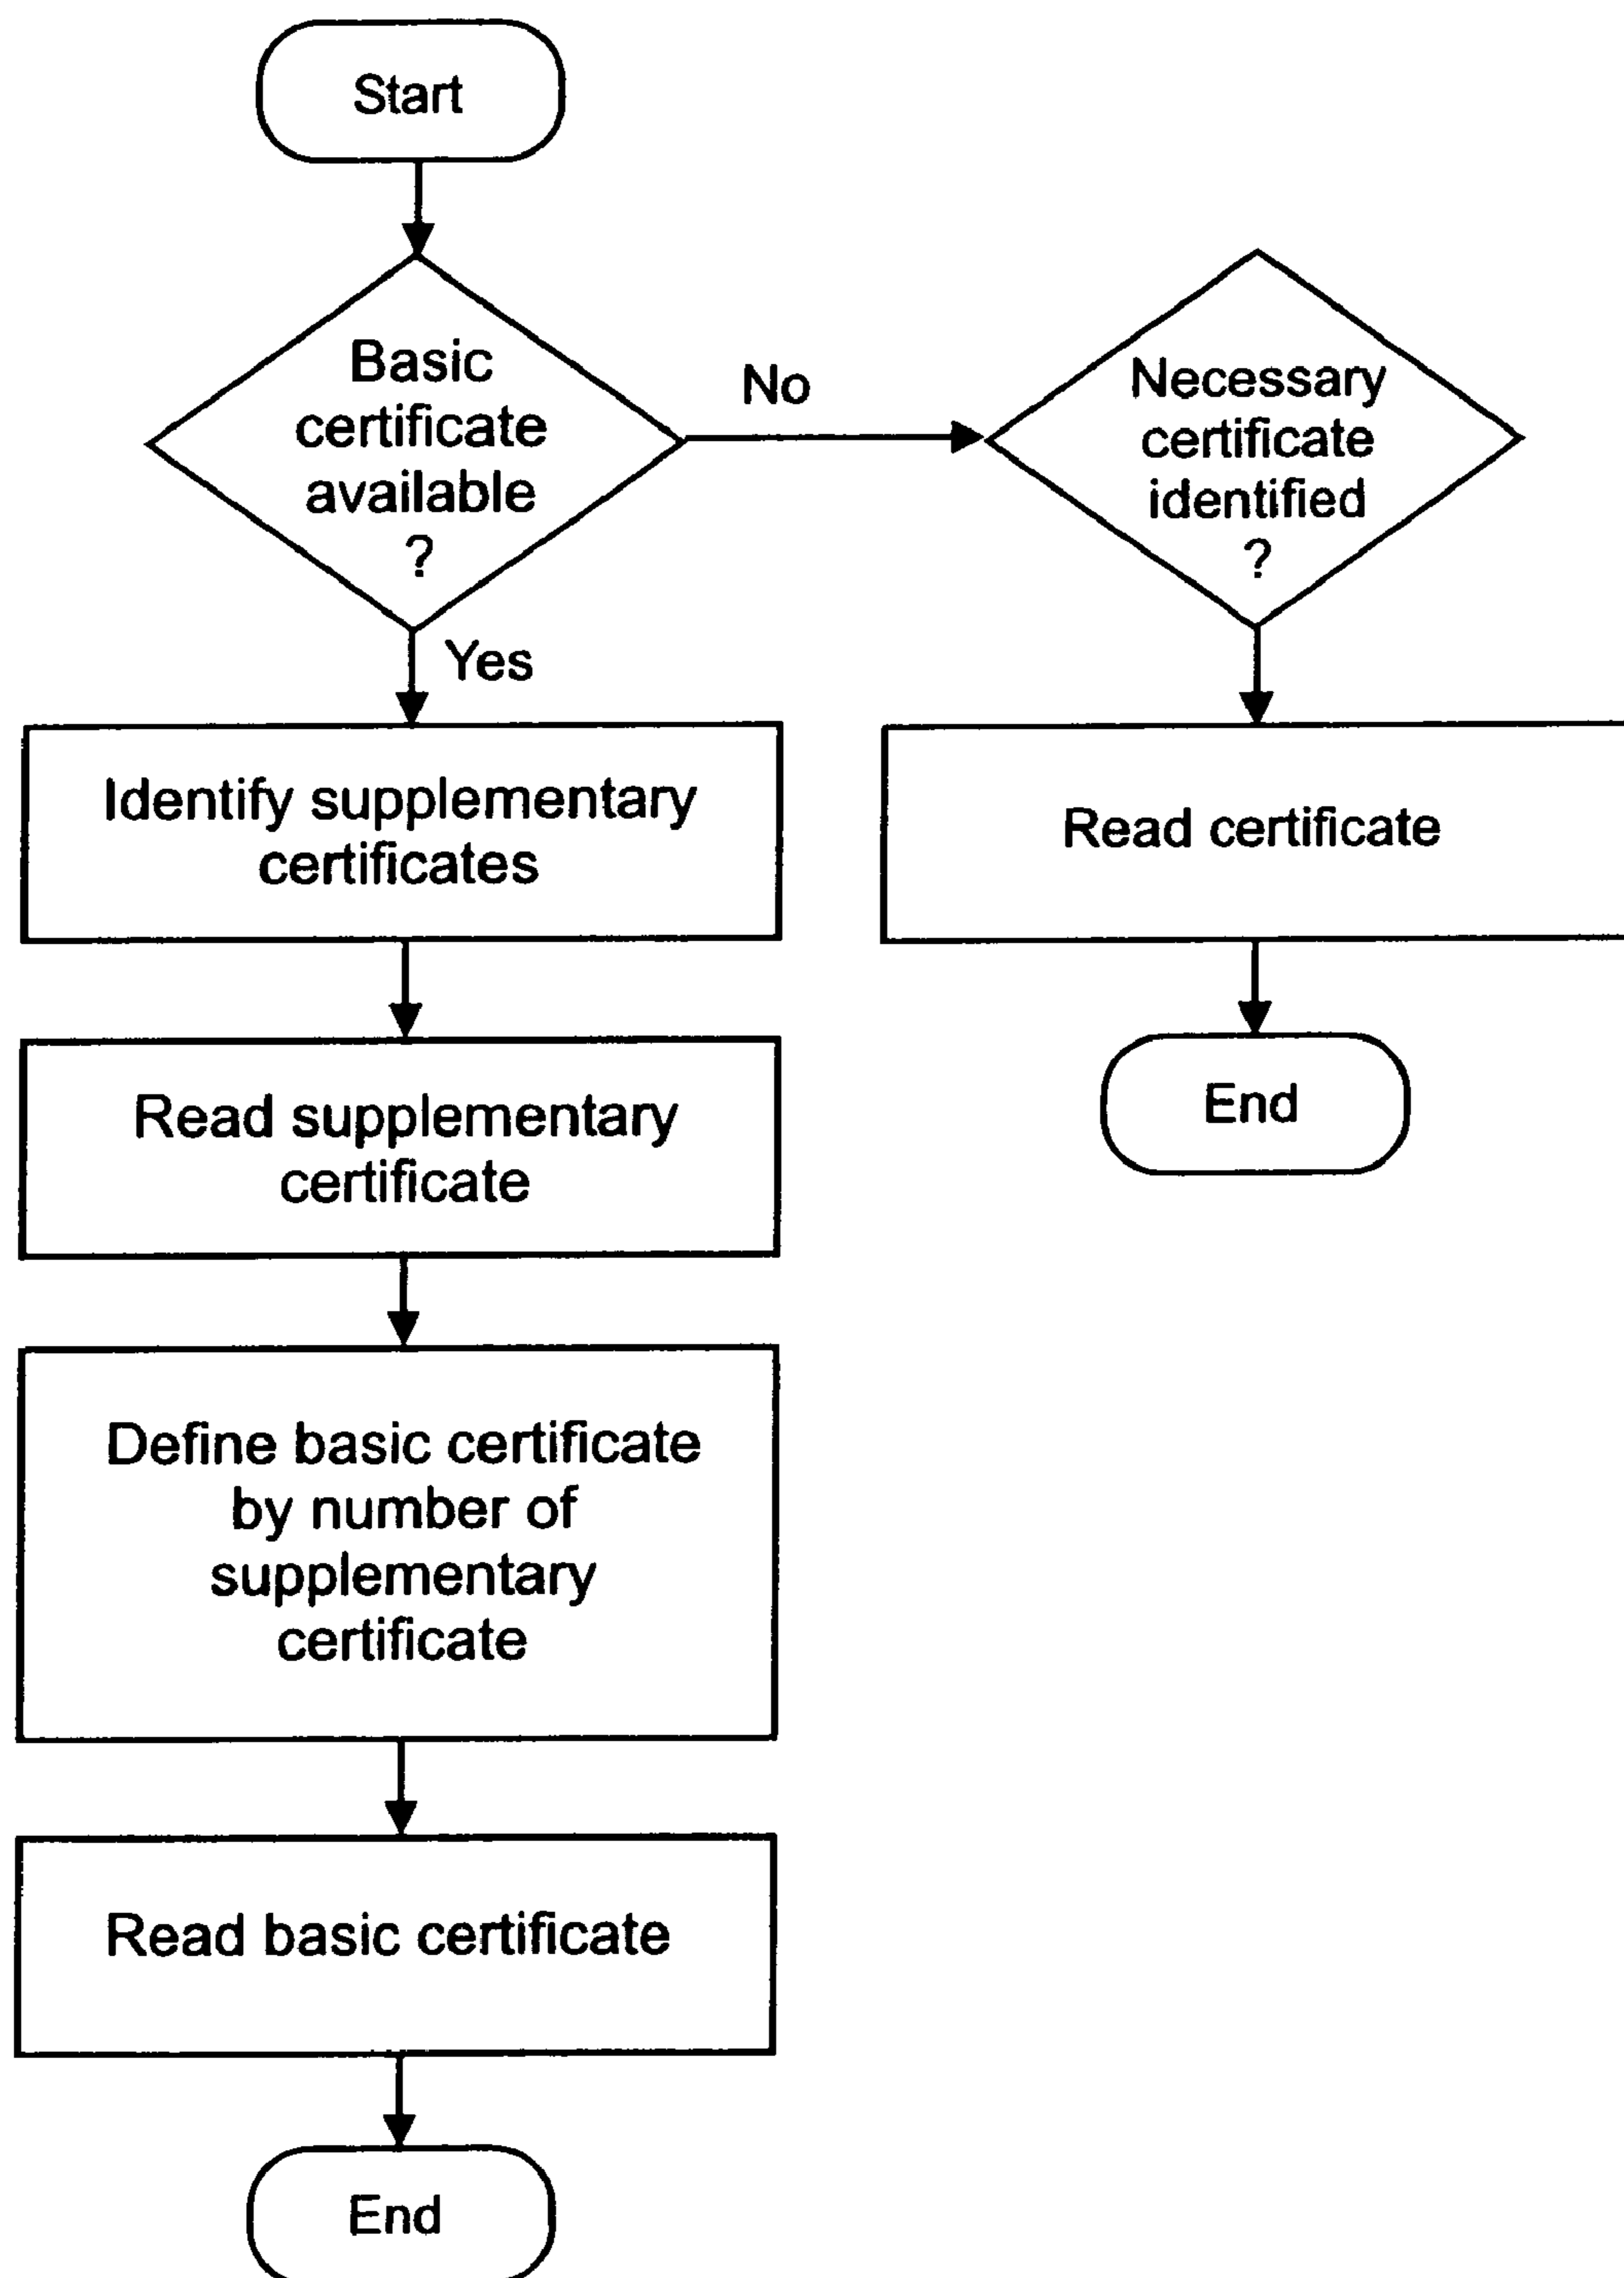 Start
Basic
certificate
available
?
No
Necessary
certificate
identified
?
Yes
Identify supplementary
certificates
Read certificate
Read supplementary
certificate
End
Define basic certificate
by number of
supplementary
certificate
Read basic certificate
End